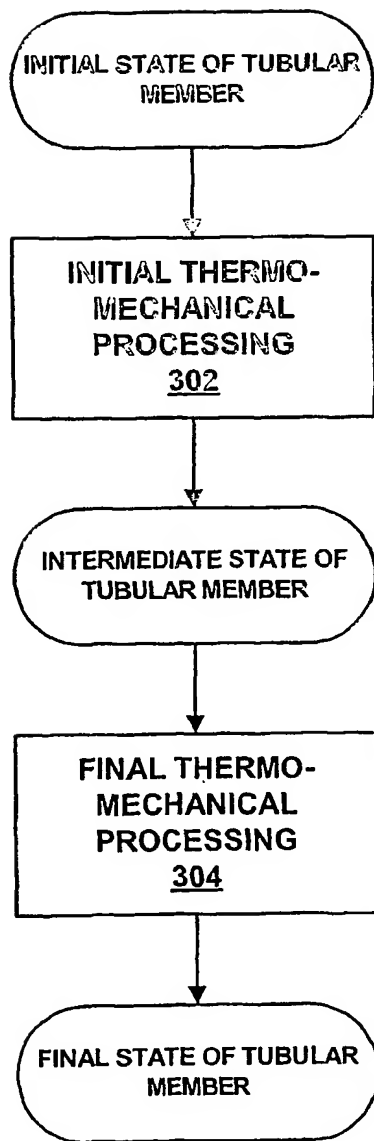 INITIAL STATE OF TUBULAR
MEMBER
INITIAL THERMO-
MECHANICAL
PROCESSING
302
INTERMEDIATE STATE OF
TUBULAR MEMBER
FINAL THERMO-
MECHANICAL
PROCESSING
304
FINAL STATE OF TUBULAR
MEMBER